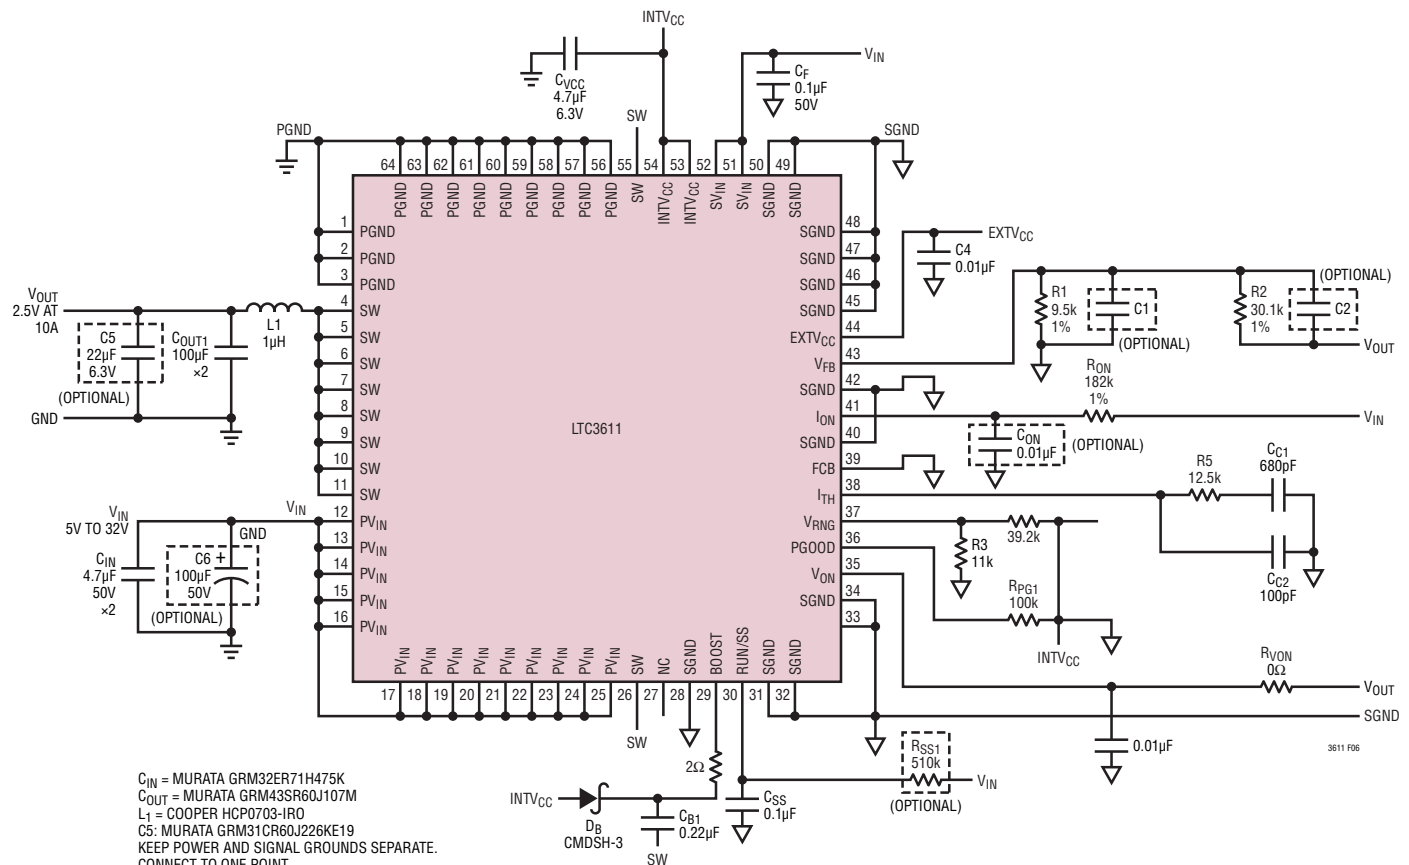 INTVCC
CVCC
4.7µF
6.3V
VIN
CF
0.1µF
50V
SW
PGND
SGND
64 63 62 61 60 59 58 57 56 55 54 53 52 51 50 49
PGND PGND PGND PGND PGND PGND PGND PGND PGND SW INTVCC INTVCC SVIN SVIN SGND SGND
1 PGND
2 PGND
3 PGND
4 SW
5 SW
6 SW
7 SW
8 SW
9 SW
10 SW
11 SW
12 PVIN
13 PVIN
14 PVIN
15 PVIN
16 PVIN
LTC3611
SGND 48
SGND 47
SGND 46
SGND 45
EXTVCC 44
VFB 43
SGND 42
ION 41
SGND 40
FCB 39
ITH 38
VRNG 37
PGOOD 36
VON 35
SGND 34
33
PVIN PVIN PVIN PVIN PVIN PVIN PVIN PVIN PVIN SW NC SGND BOOST RUN/SS SGND SGND
17 18 19 20 21 22 23 24 25 26 27 28 29 30 31 32
VOUT
2.5V AT
10A
C5
22µF
6.3V
(OPTIONAL)
COUT1
100µF
×2
L1
1µH
GND
VIN
5V TO 32V
VIN
GND
CIN
4.7µF
50V
×2
C6
+
100µF
50V
(OPTIONAL)
EXTVCC
C4
0.01µF
R1
9.5k
1%
C1
(OPTIONAL)
R2
30.1k
1%
(OPTIONAL)
C2
VOUT
RON
182k
1%
VIN
CON
0.01µF
(OPTIONAL)
R5
12.5k
CC1
680pF
CC2
100pF
39.2k
R3
11k
RPG1
100k
INTVCC
RVON
0Ω
VOUT
SGND
0.01µF
3611 F06
SW
2Ω
INTVCC
DB
CMDSH-3
CB1
0.22µF
SW
CSS
0.1µF
RSS1
510k
(OPTIONAL)
VIN
CIN = MURATA GRM32ER71H475K
COUT = MURATA GRM43SR60J107M
L1 = COOPER HCP0703-IRO
C5: MURATA GRM31CR60J226KE19
KEEP POWER AND SIGNAL GROUNDS SEPARATE.
CONNECT TO ONE POINT